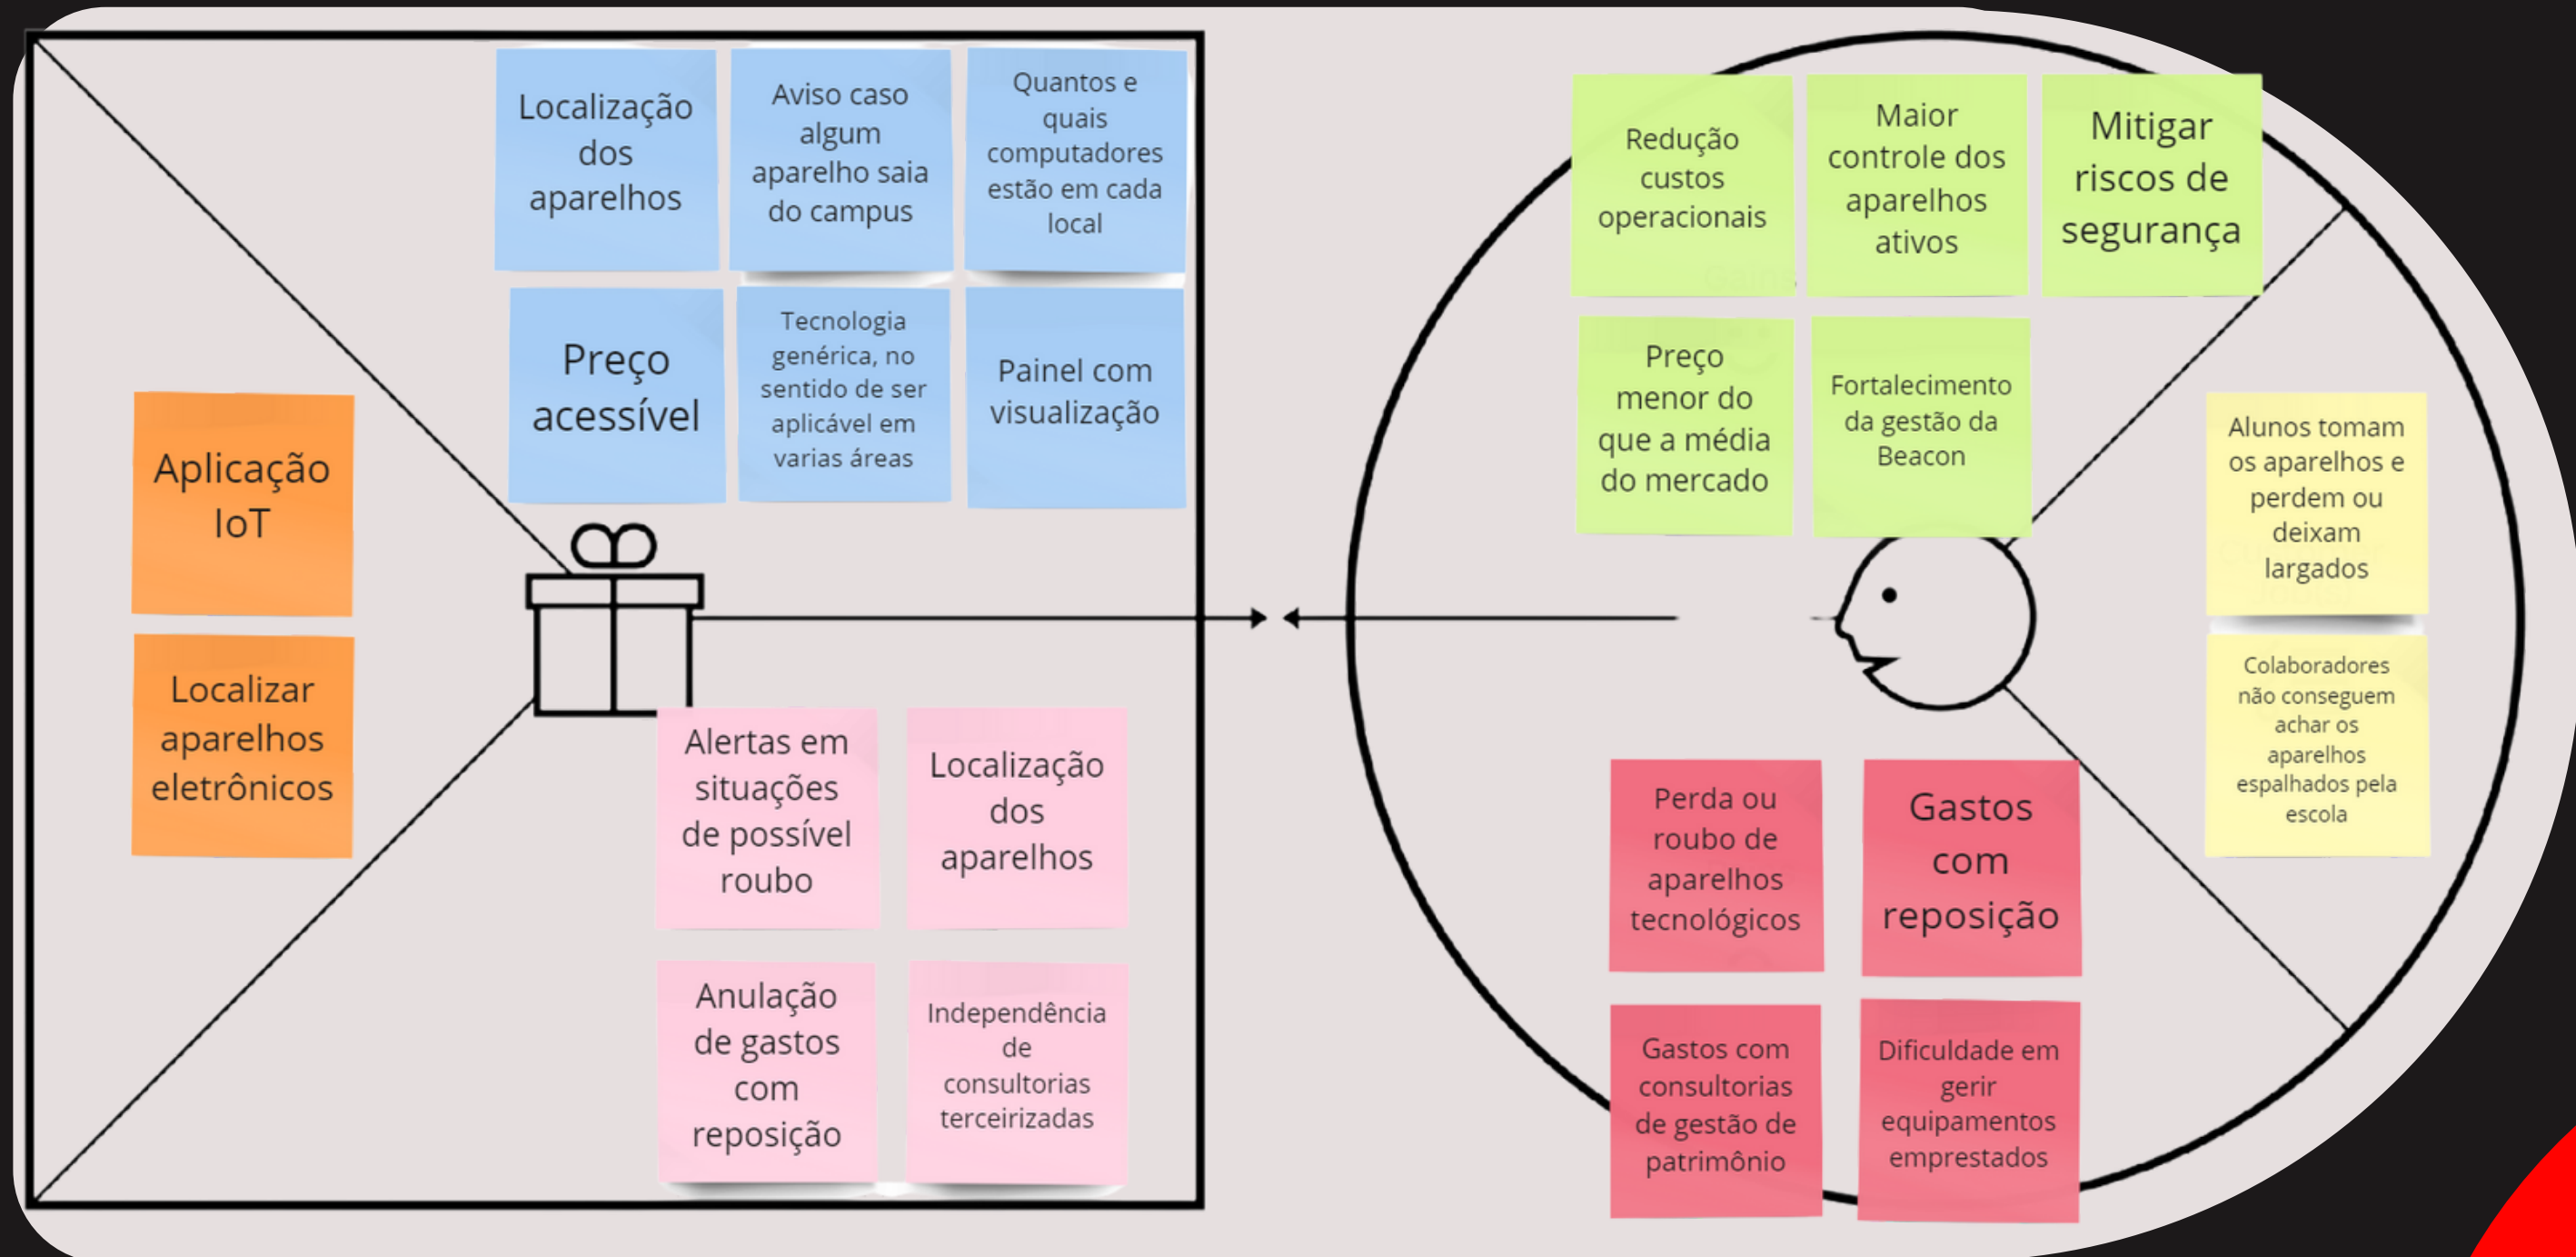 Localização
dos
aparelhos
Aviso caso
algum
aparelho saia
do campus
Quantos e
quais
computadores
estão em cada
local
Preço
acessível
Tecnologia
genérica, no
sentido de ser
aplicável em
varias áreas
Painel com
visualização
Aplicação
IoT
Localizar
aparelhos
eletrônicos
Alertas em
situações
de possível
roubo
Localização
dos
aparelhos
Anulação
de gastos
com
reposição
Independência
de
consultorias
terceirizadas
Redução
custos
operacionais
Maior
controle dos
aparelhos
ativos
Mitigar
riscos de
segurança
Preço
menor do
que a média
do mercado
Fortalecimento
da gestão da
Beacon
Alunos tomam
os aparelhos e
perdem ou
deixam
largados
Colaboradores
não conseguem
achar os
aparelhos
espalhados pela
escola
Perda ou
roubo de
aparelhos
tecnológicos
Gastos
com
reposição
Gastos com
consultorias
de gestão de
patrimônio
Dificuldade em
gerir
equipamentos
emprestados